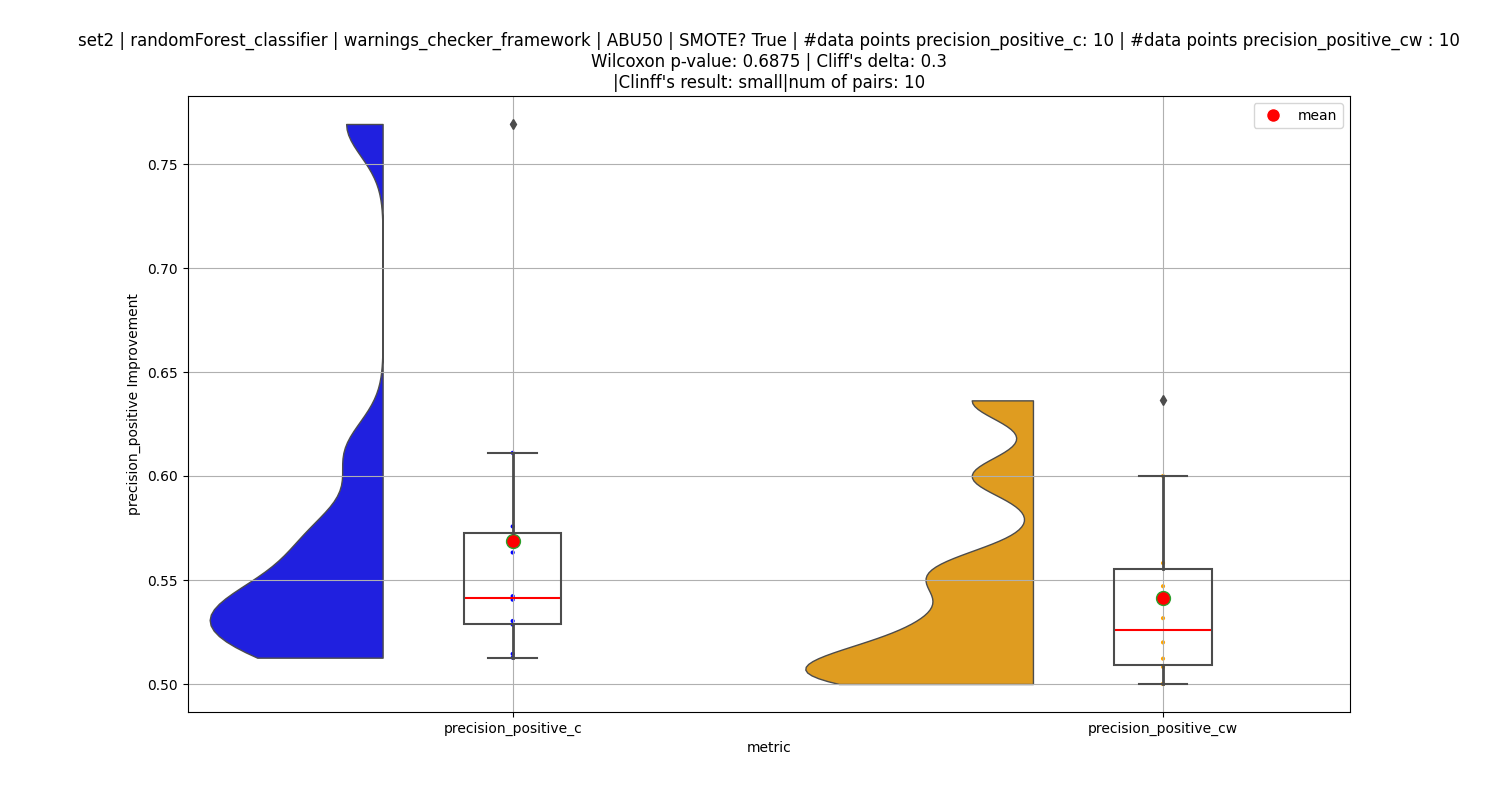 set2 | randomForest_classifier | warnings_checker_framework | ABU50 | SMOTE? True | #data points precision_positive_c: 10 | #data points precision_positive_cw : 10
Wilcoxon p-value: 0.6875 | Cliff's delta: 0.3
|Clinff's result: small|num of pairs: 10
mean
0.75
0.70
0.65
0.60
0.55
0.50
precision_positive Improvement
precision_positive_c
precision_positive_cw
metric